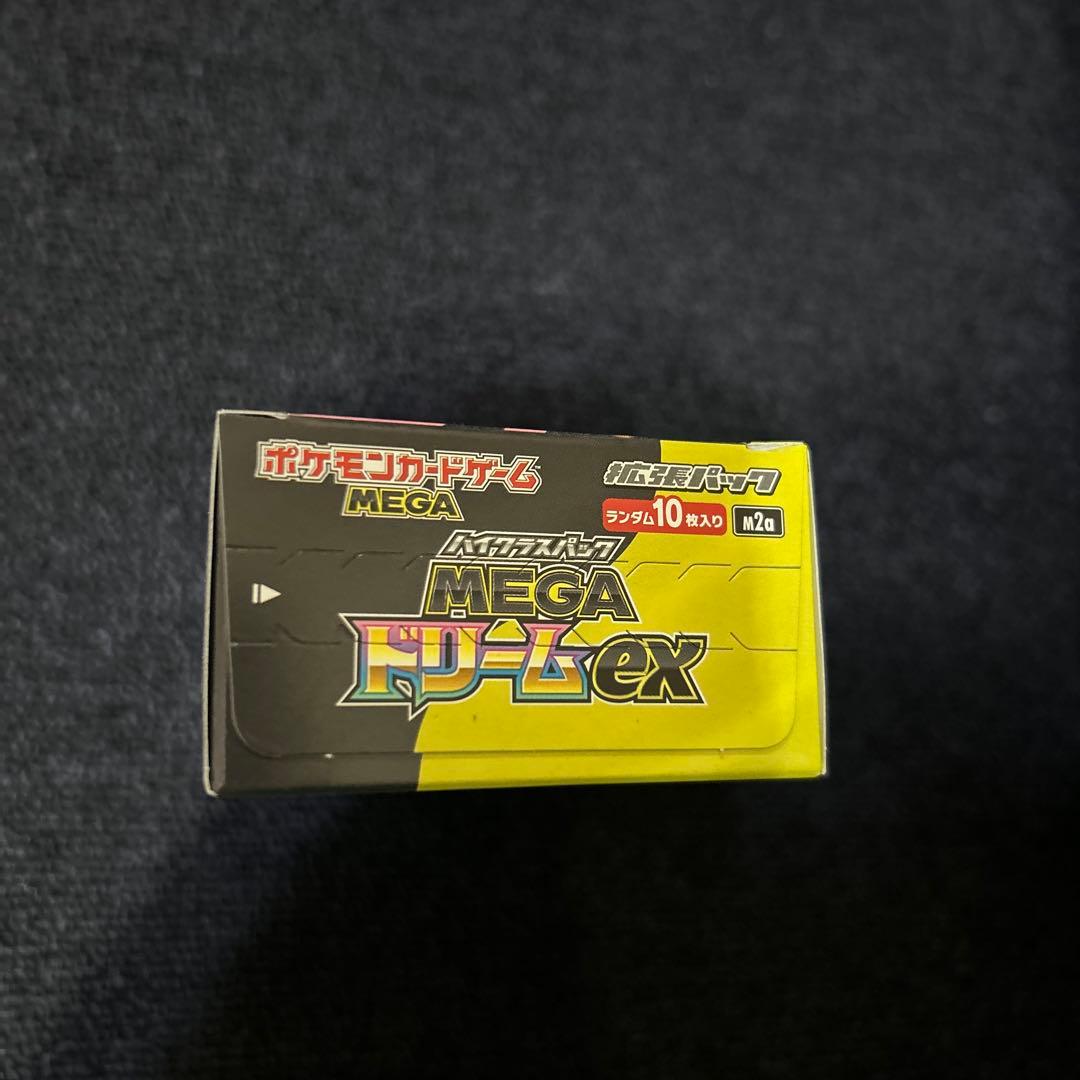 ポケモンカードゲーム
MEGA
拡張パック
ランダム10枚入り
M2a
ハイクラスパック
MEGA
ドリームex